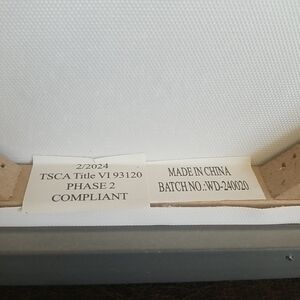 2/2024
TSCA Title VI 93120
PHASE 2
COMPLIANT
MADE IN CHINA
BATCH NO.:WD-240020